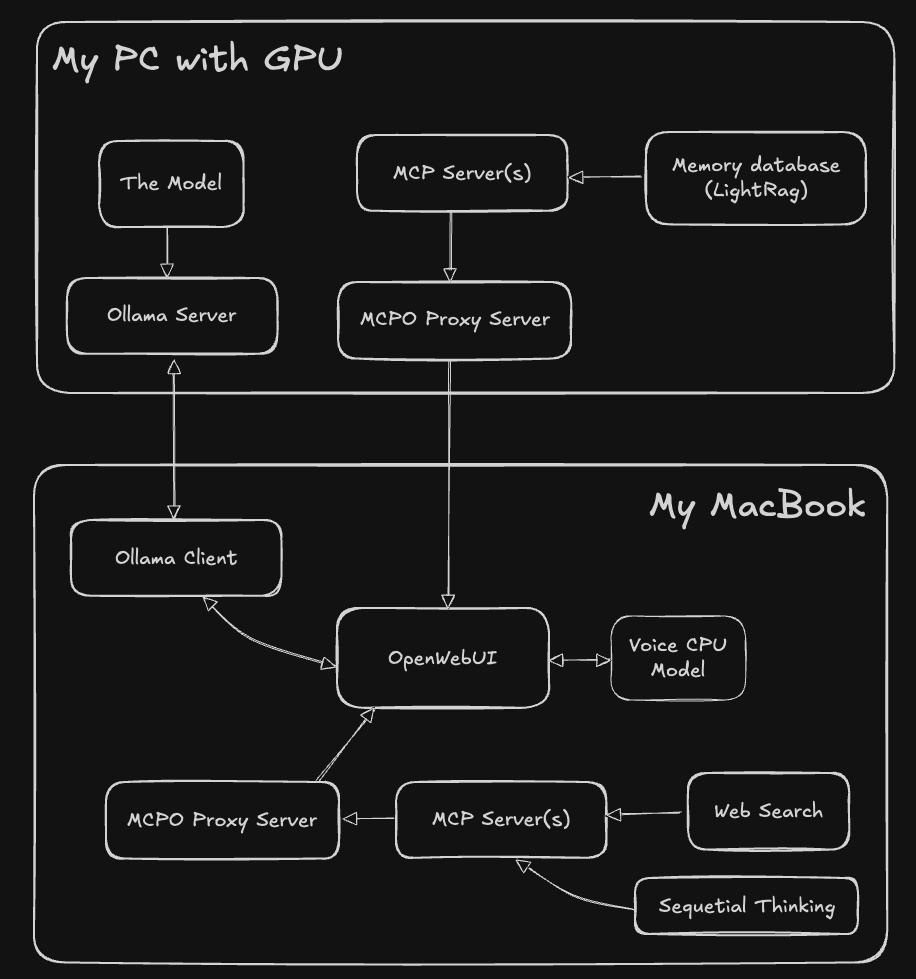 My PC with GPU
The Model
MCP Server(s)
Memory database
(LightRag)
Ollama Server
MCPO Proxy Server
My MacBook
Ollama Client
OpenWebUI
Voice CPU
Model
MCPO Proxy Server
MCP Server(s)
Web Search
Sequetial Thinking